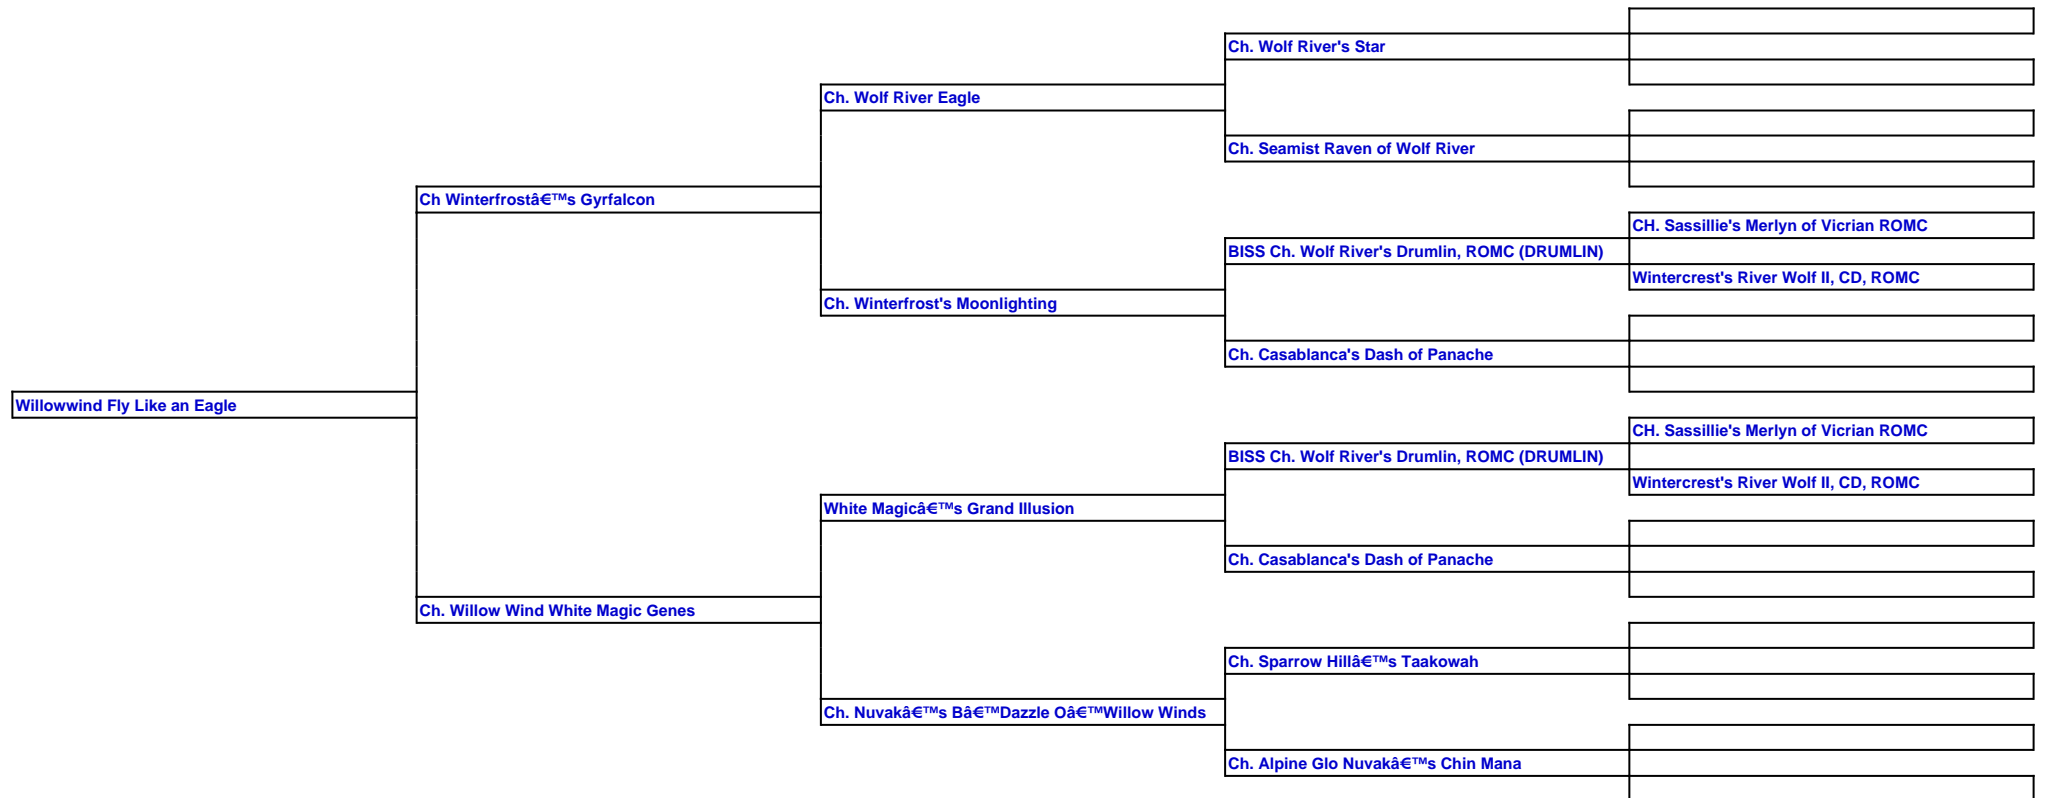 Ch. Wolf River's Star
Ch. Wolf River Eagle
Ch. Seamist Raven of Wolf River
Ch Winterfrostâ€™s Gyrfalcon
CH. Sassillie's Merlyn of Vicrian ROMC
BISS Ch. Wolf River's Drumlin, ROMC (DRUMLIN)
Wintercrest's River Wolf II, CD, ROMC
Ch. Winterfrost's Moonlighting
Ch. Casablanca's Dash of Panache
Willowwind Fly Like an Eagle
CH. Sassillie's Merlyn of Vicrian ROMC
BISS Ch. Wolf River's Drumlin, ROMC (DRUMLIN)
Wintercrest's River Wolf II, CD, ROMC
White Magicâ€™s Grand Illusion
Ch. Casablanca's Dash of Panache
Ch. Willow Wind White Magic Genes
Ch. Sparrow Hillâ€™s Taakowah
Ch. Nuvakâ€™s Bâ€™Dazzle Oâ€™Willow Winds
Ch. Alpine Glo Nuvakâ€™s Chin Mana